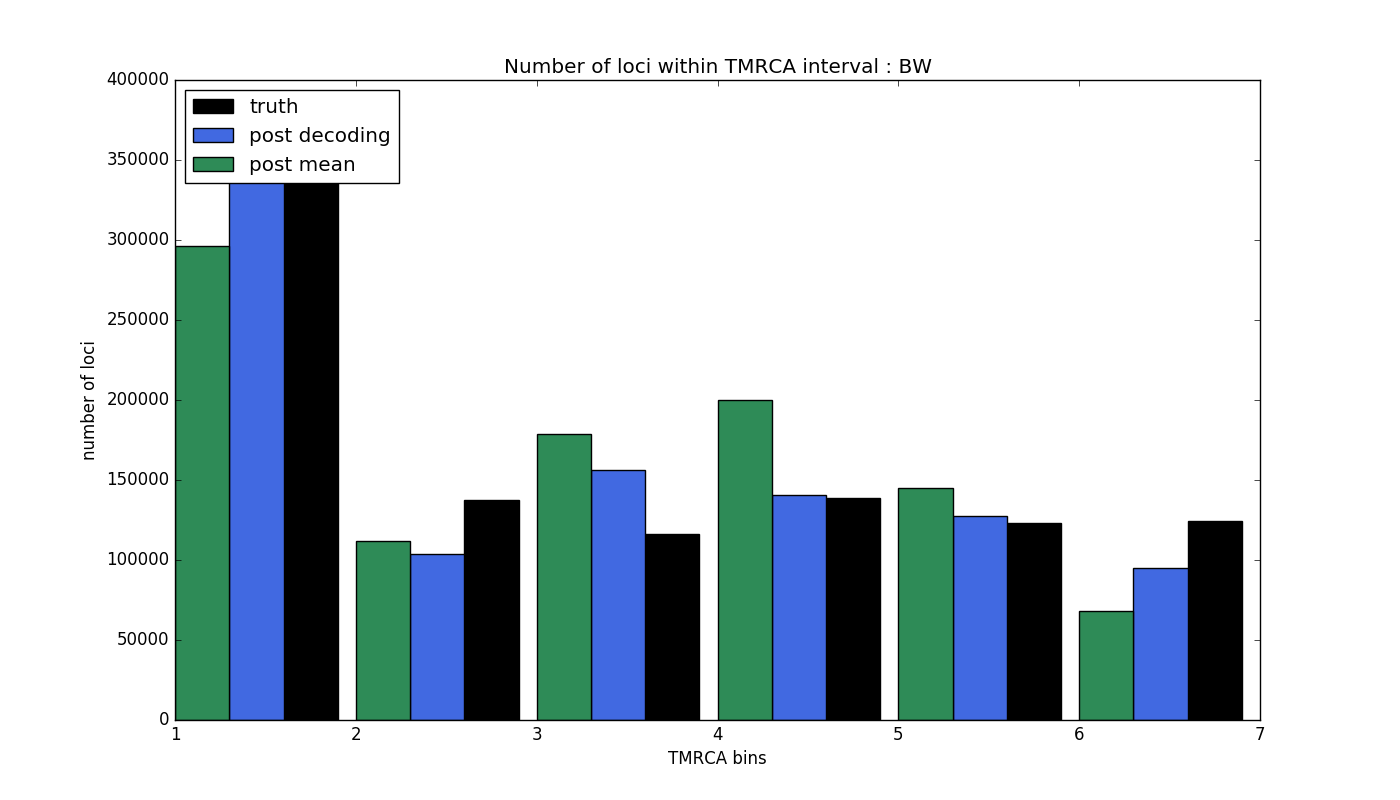 Number of loci within TMRCA interval : BW
400000
350000
300000
250000
200000
150000
100000
50000
0
number of loci
truth
post decoding
post mean
1 2 3 4 5 6 7
TMRCA bins